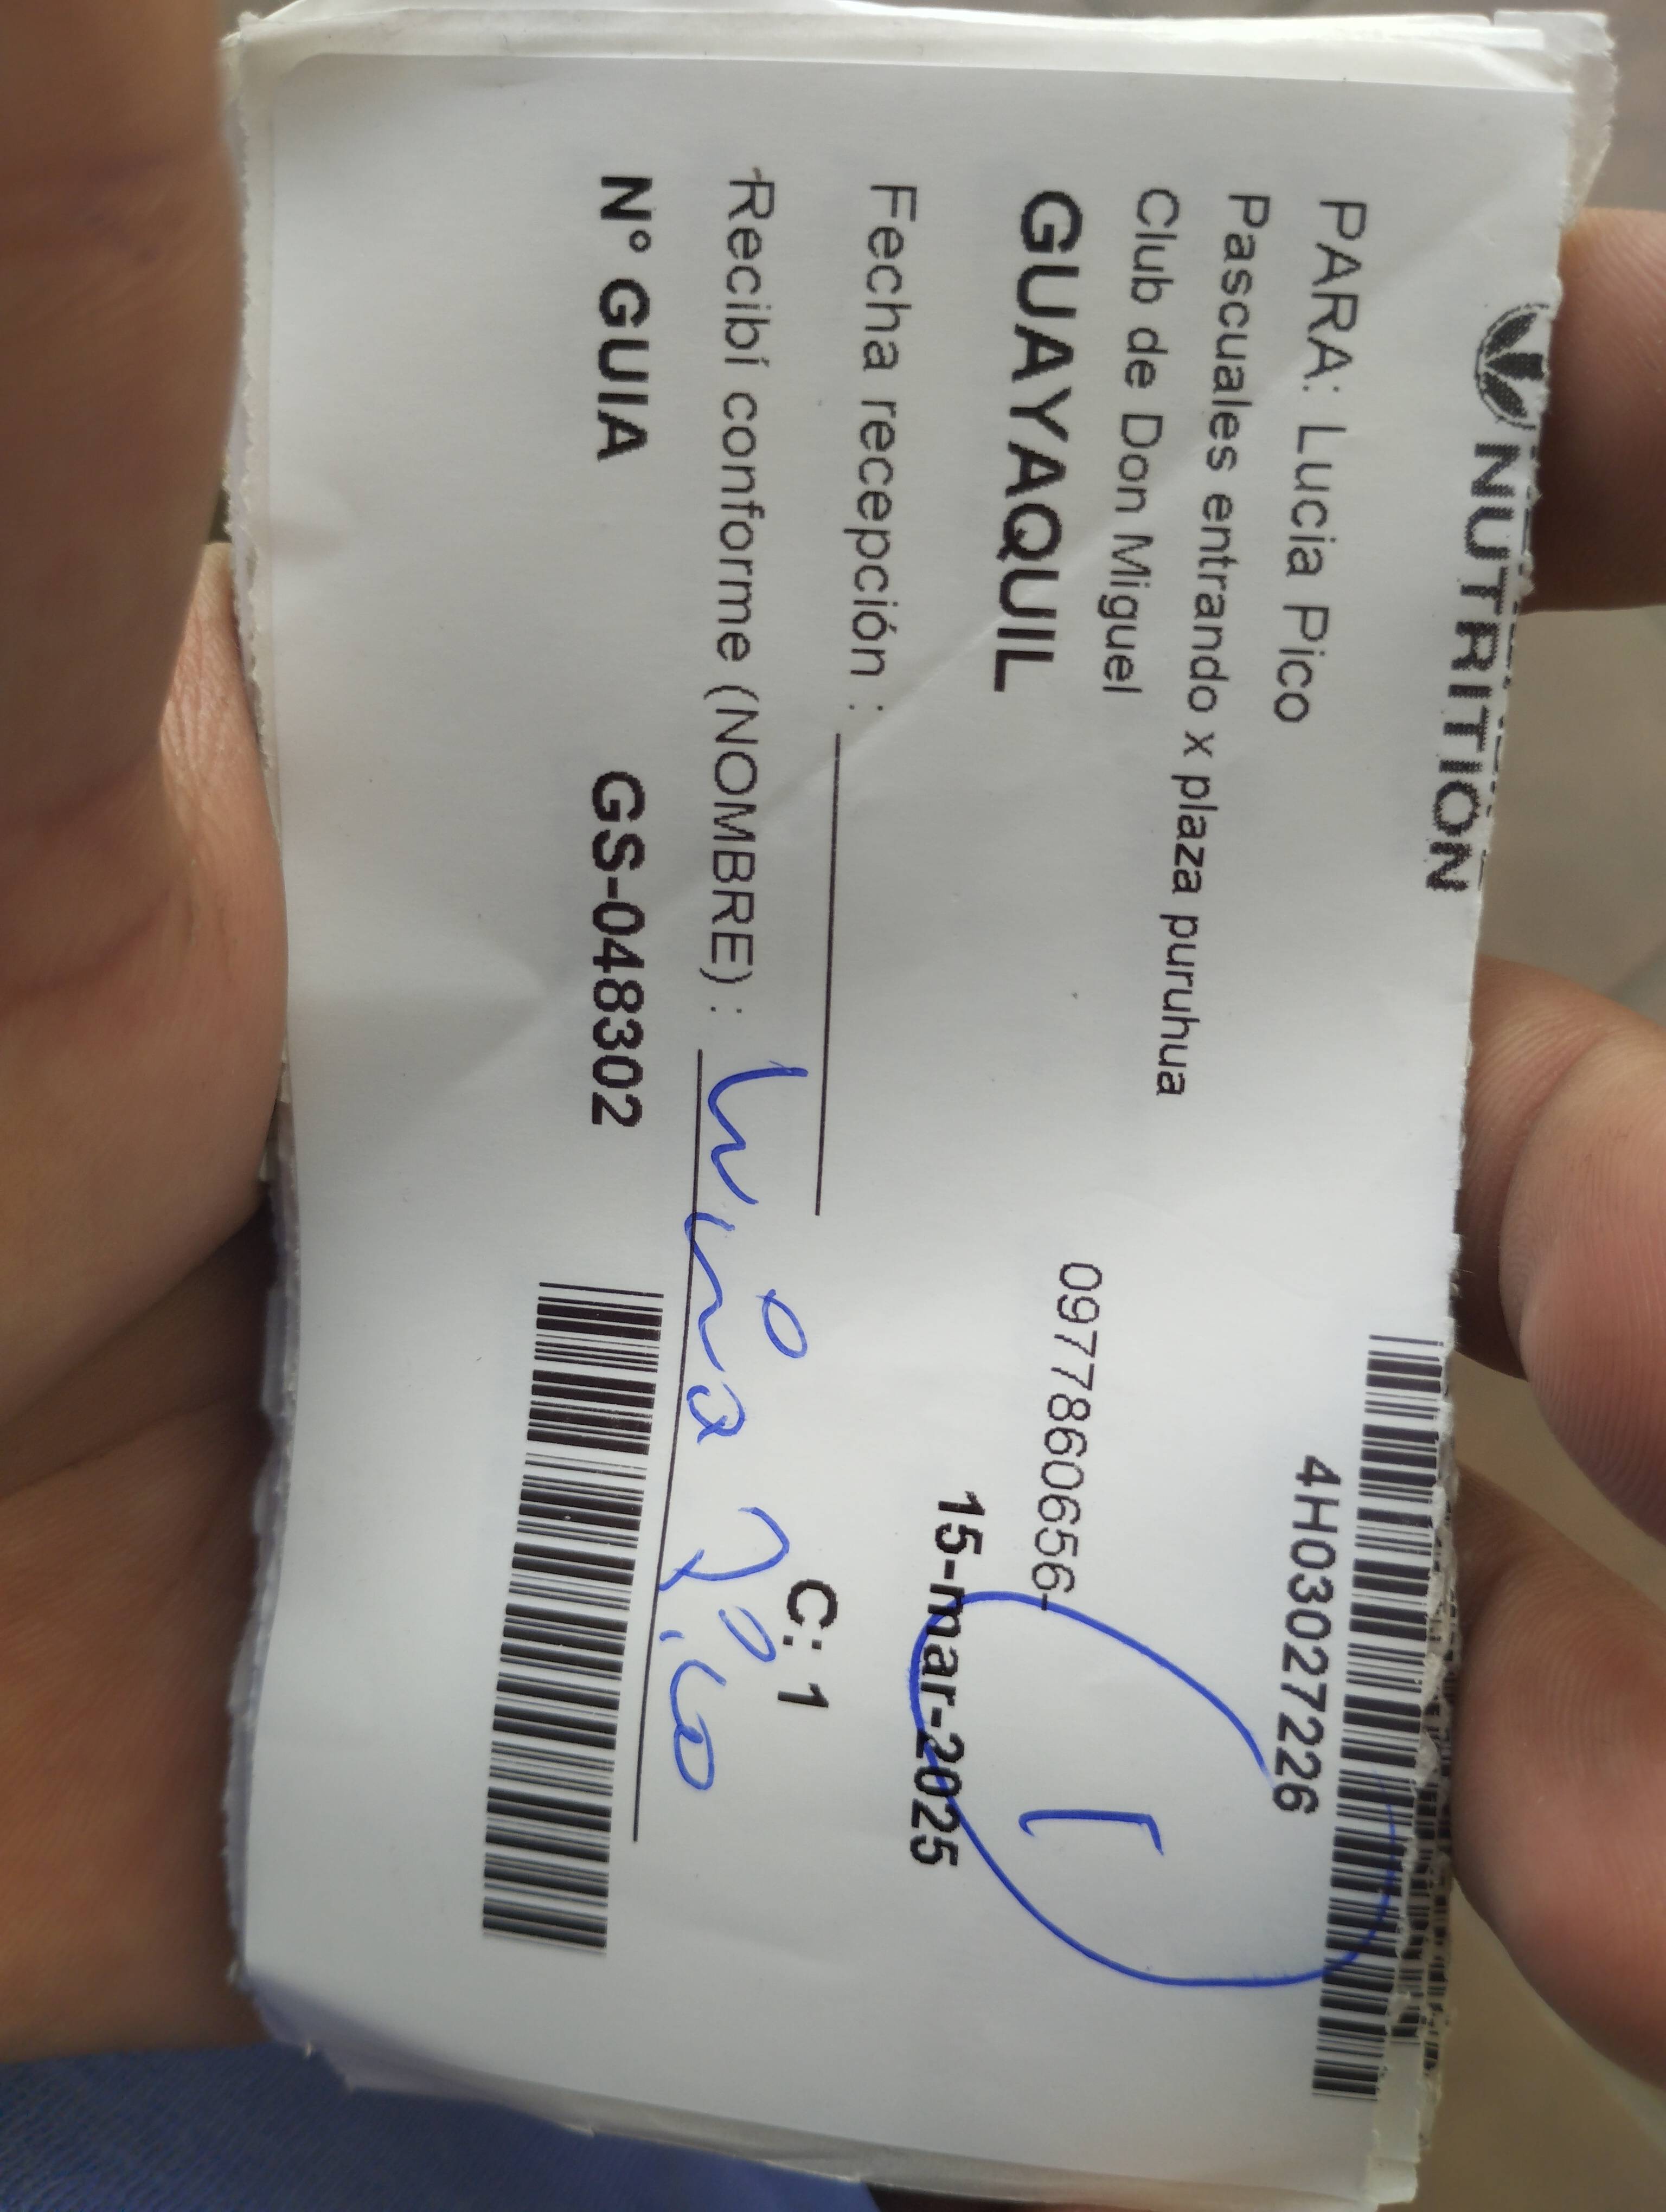 NUTRITION
4H03027226
PARA: Lucia Pico
Pascuales entrando x plaza puruhua
Club de Don Miguel
0977860656-
GUAYAQUIL
1
15-mar-2025
Fecha recepción :
C: 1
Recibí conforme (NOMBRE) : Pico
N° GUIA GS-048302